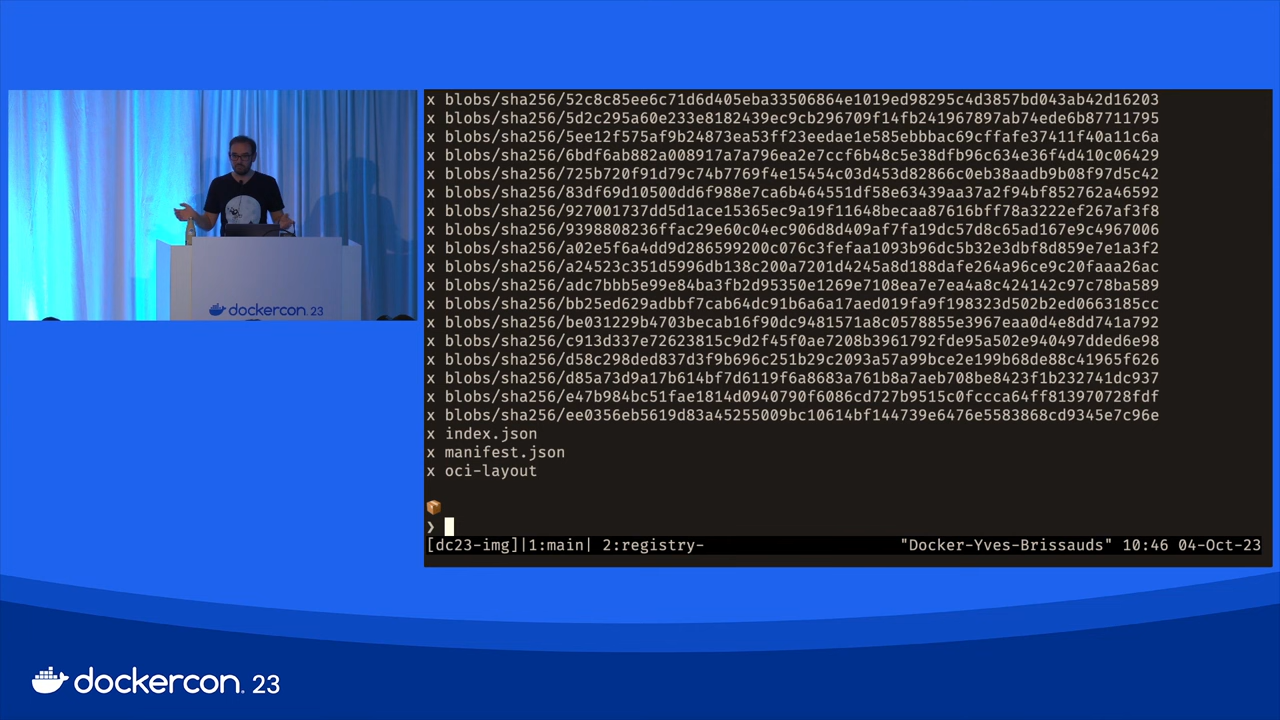 x blobs/sha256/52c8c85ee6c71d6d405eba33506864e1019ed98295c4d3857bd043ab42d16203
x blobs/sha256/5d2c295a60e233e8182439ec9cb296709f14fb241967897ab74ede6b87711795
x blobs/sha256/5ee12f575af9b24873ea53ff23eedae1e585ebbbac69cffafe37411f40a11c6a
x blobs/sha256/6bdf6ab882a008917a7a796ea2e7ccf6b48c5e38dfb96c634e36f4d410c06429
x blobs/sha256/725b720f91d79c74b7769f4e15454c03d453d82866c0eb38aadb9b08f97d5c42
x blobs/sha256/83df69d10500dd6f988e7ca6b464551df58e63439aa37a2f94bf852762a46592
x blobs/sha256/927001737dd5d1ace15365ec9a19f11648becaa87616bff78a3222ef267af3f8
x blobs/sha256/9398808236ffac29e60c04ec906d8d409af7fa19dc57d8c65ad167e9c4967006
x blobs/sha256/a02e5f6a4dd9d286599200c076c3fefaa1093b96dc5b32e3dbf8d859e7e1a3f2
x blobs/sha256/a24523c351d5996db138c200a7201d4245a8d188dafe264a96ce9c20faaa26ac
x blobs/sha256/adc7bbb5e99e84ba3fb2d95350e1269e7108ea7e7ea4a8c424142c97c78ba589
x blobs/sha256/bb25ed629adbbf7cab64dc91b6a6a17aed019fa9f198323d502b2ed0663185cc
x blobs/sha256/be031229b4703becab16f90dc9481571a8c0578855e3967eaa0d4e8dd741a792
x blobs/sha256/c913d337e72623815c9d2f45f0ae7208b3961792fde95a502e940497dded6e98
x blobs/sha256/d58c298ded837d3f9b696c251b29c2093a57a99bce2e199b68de88c41965f626
x blobs/sha256/d85a73d9a17b614bf7d6119f6a8683a761b8a7aeb708be8423f1b232741dc937
x blobs/sha256/e47b984bc51fae1814d0940790f6086cd727b9515c0fccca64ff813970728fdf
x blobs/sha256/ee0356eb5619d83a45255009bc10614bf144739e6476e5583868cd9345e7c96e
x index.json
x manifest.json
x oci-layout
❯
[dc23-img]|1:main| 2:registry- "Docker-Yves-Brissauds" 10:46 04-Oct-23
dockercon. 23
dockercon. 23